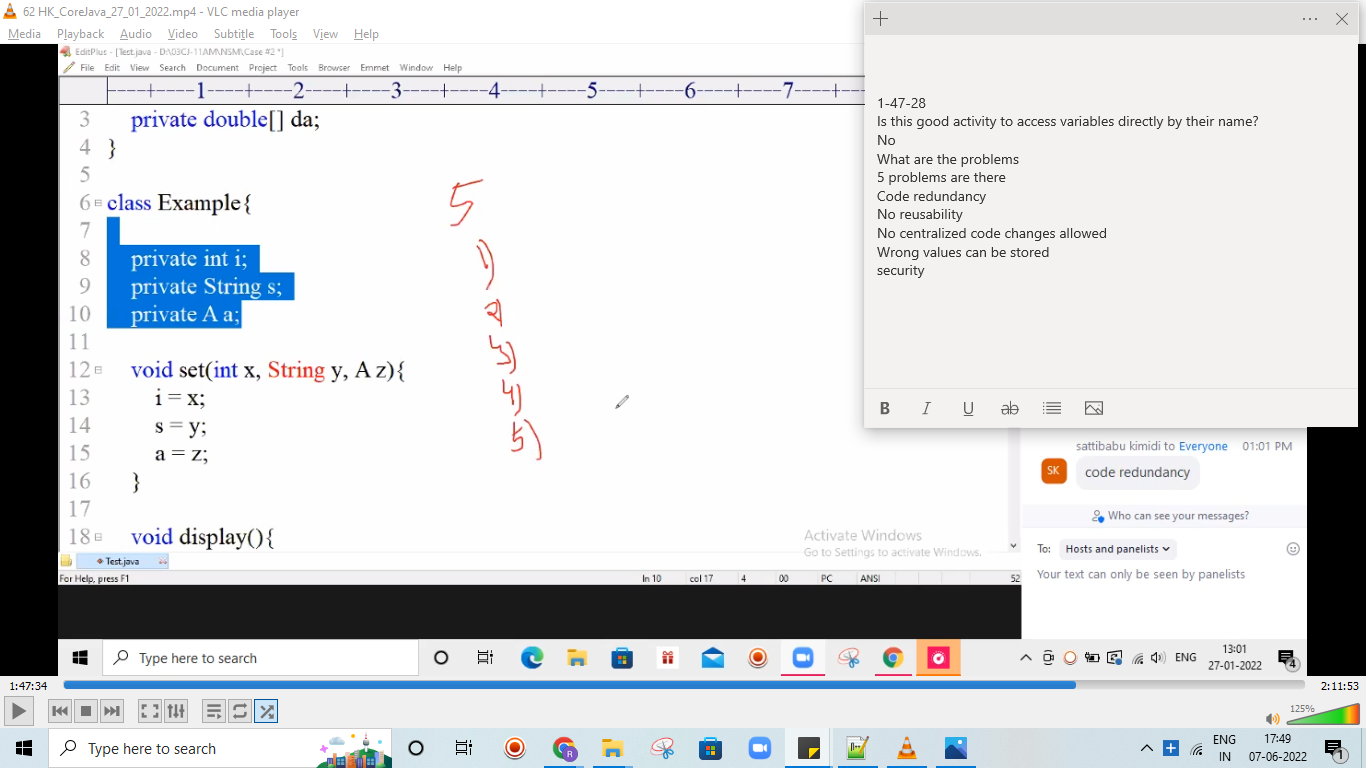 62 HK_CoreJava_27_01_2022.mp4 - VLC media player
Media Playback Audio Video Subtitle Tools View Help
EditPlus - [Test.java - D:\03CJ-11AM\NSM\Case #2 *]
File Edit View Search Document Project Tools Browser Emmet Window Help
----+----1----+----2----+----3----+----4----+----5----+----6----+----7----+--
3 private double[] da;
4 }
5
6 class Example{
7
8 private int i;
9 private String s;
10 private A a;
11
12 void set(int x, String y, A z){
13 i = x;
14 s = y;
15 a = z;
16 }
17
18 void display(){
5
1)
2)
3)
4)
5)
1-47-28
Is this good activity to access variables directly by their name?
No
What are the problems
5 problems are there
Code redundancy
No reusability
No centralized code changes allowed
Wrong values can be stored
security
B I U ab
sattibabu kimidi to Everyone 01:01 PM
SK
code redundancy
Who can see your messages?
To: Hosts and panelists
Your text can only be seen by panelists
Activate Windows
Go to Settings to activate Windows.
Test.java
For Help, press F1 ln 10 col 17 4 00 PC ANSI 52
Type here to search
ENG
13:01
27-01-2022
4
1:47:34 2:11:53
125%
Type here to search
R
ENG
IN
17:49
07-06-2022
1